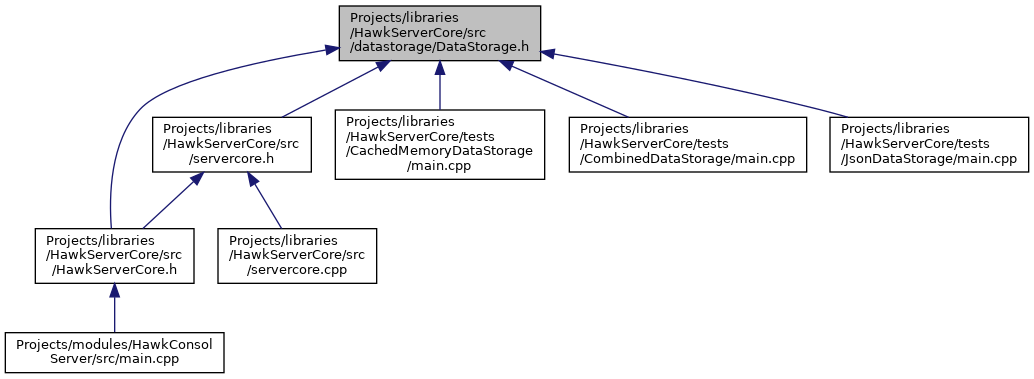 Projects/libraries
/HawkServerCore/src
/datastorage/DataStorage.h
Projects/libraries
/HawkServerCore/src
/servercore.h
Projects/libraries
/HawkServerCore/tests
/CachedMemoryDataStorage
/main.cpp
Projects/libraries
/HawkServerCore/tests
/CombinedDataStorage/main.cpp
Projects/libraries
/HawkServerCore/tests
/JsonDataStorage/main.cpp
Projects/libraries
/HawkServerCore/src
/HawkServerCore.h
Projects/libraries
/HawkServerCore/src
/servercore.cpp
Projects/modules/HawkConsol
Server/src/main.cpp